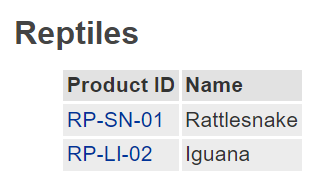 Reptiles
Product ID Name
RP-SN-01 Rattlesnake
RP-LI-02 Iguana